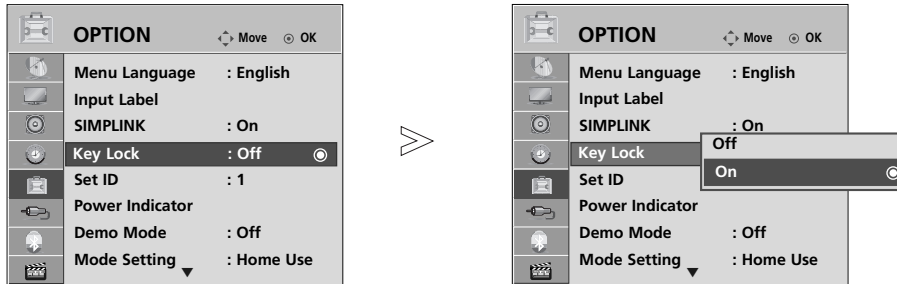 OPTION
Move
OK
Menu Language : English
Input Label
SIMPLINK : On
Key Lock : Off
Set ID : 1
Power Indicator
Demo Mode : Off
Mode Setting : Home Use
OPTION
Move
OK
Menu Language : English
Input Label
SIMPLINK : On
Key Lock
Off
On
Set ID
Power Indicator
Demo Mode : Off
Mode Setting : Home Use